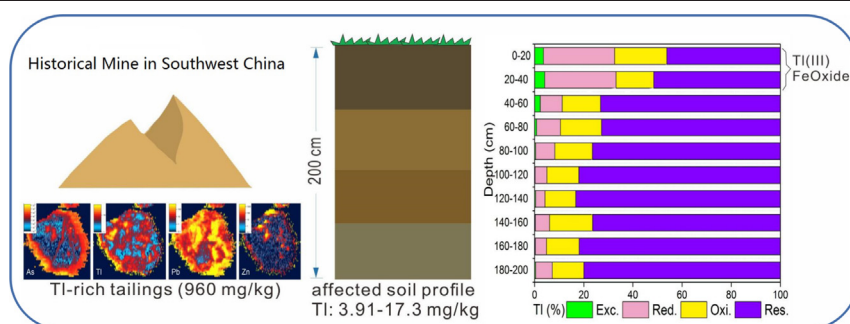 Historical Mine in Southwest China
As
Tl
Pb
Zn
Tl-rich tailings (960 mg/kg)
200 cm
affected soil profile
Tl: 3.91-17.3 mg/kg
Depth (cm)
0-20
20-40
40-60
60-80
80-100
100-120
120-140
140-160
160-180
180-200
Tl(III)
FeOxide
0 20 40 60 80 100
Tl (%) Exc. Red. Oxi. Res.